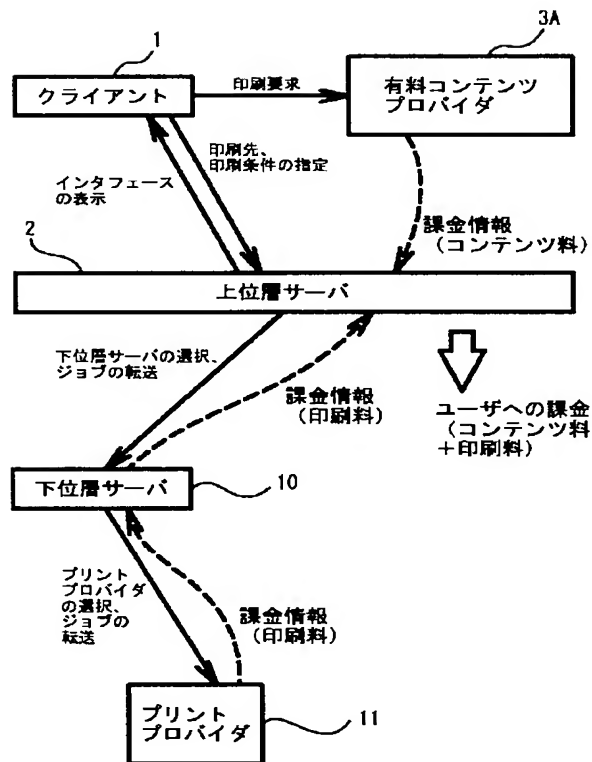 1
3A
クライアント
印刷要求
有料コンテンツ
プロバイダ
印刷先、
印刷条件の指定
インタフェース
の表示
課金情報
（コンテンツ料）
2
上位層サーバ
下位層サーバの選択、
ジョブの転送
課金情報
（印刷料）
ユーザへの課金
（コンテンツ料
＋印刷料）
下位層サーバ
10
プリント
プロバイダ
の選択、
ジョブの
転送
課金情報
（印刷料）
プリント
プロバイダ
11